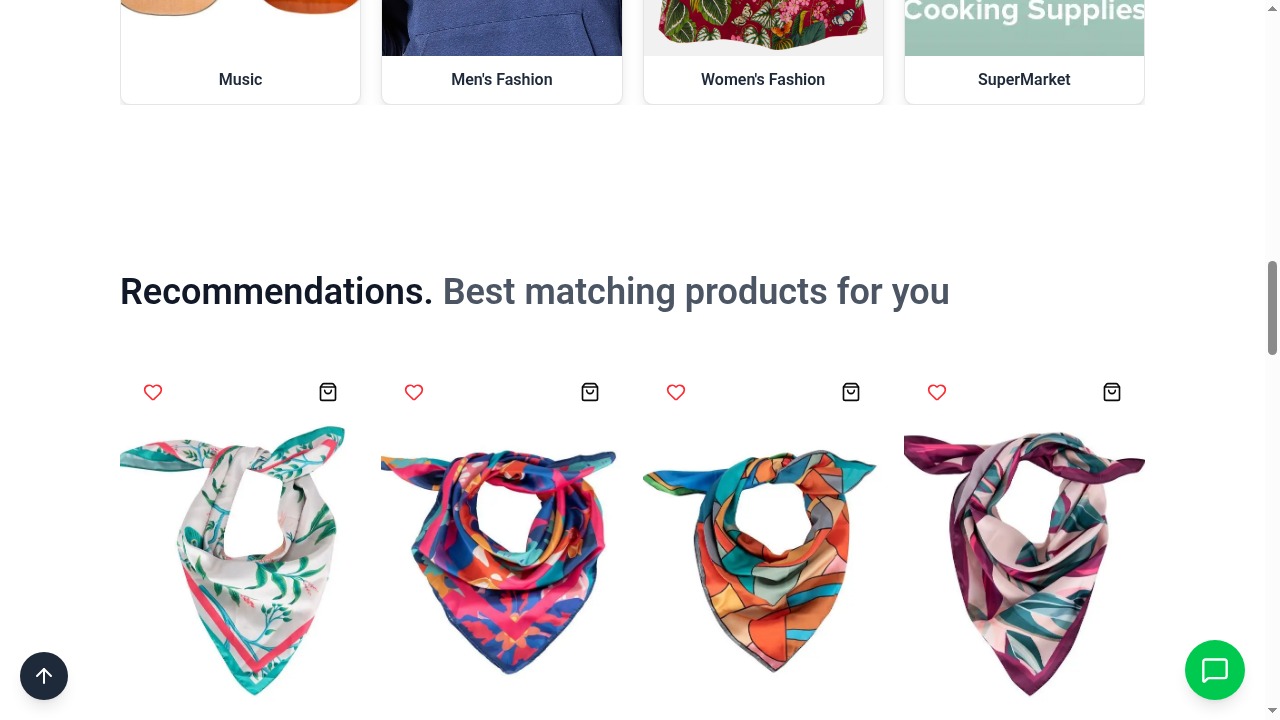 Cooking Supplies
Music
Men's Fashion
Women's Fashion
SuperMarket
Recommendations. Best matching products for you